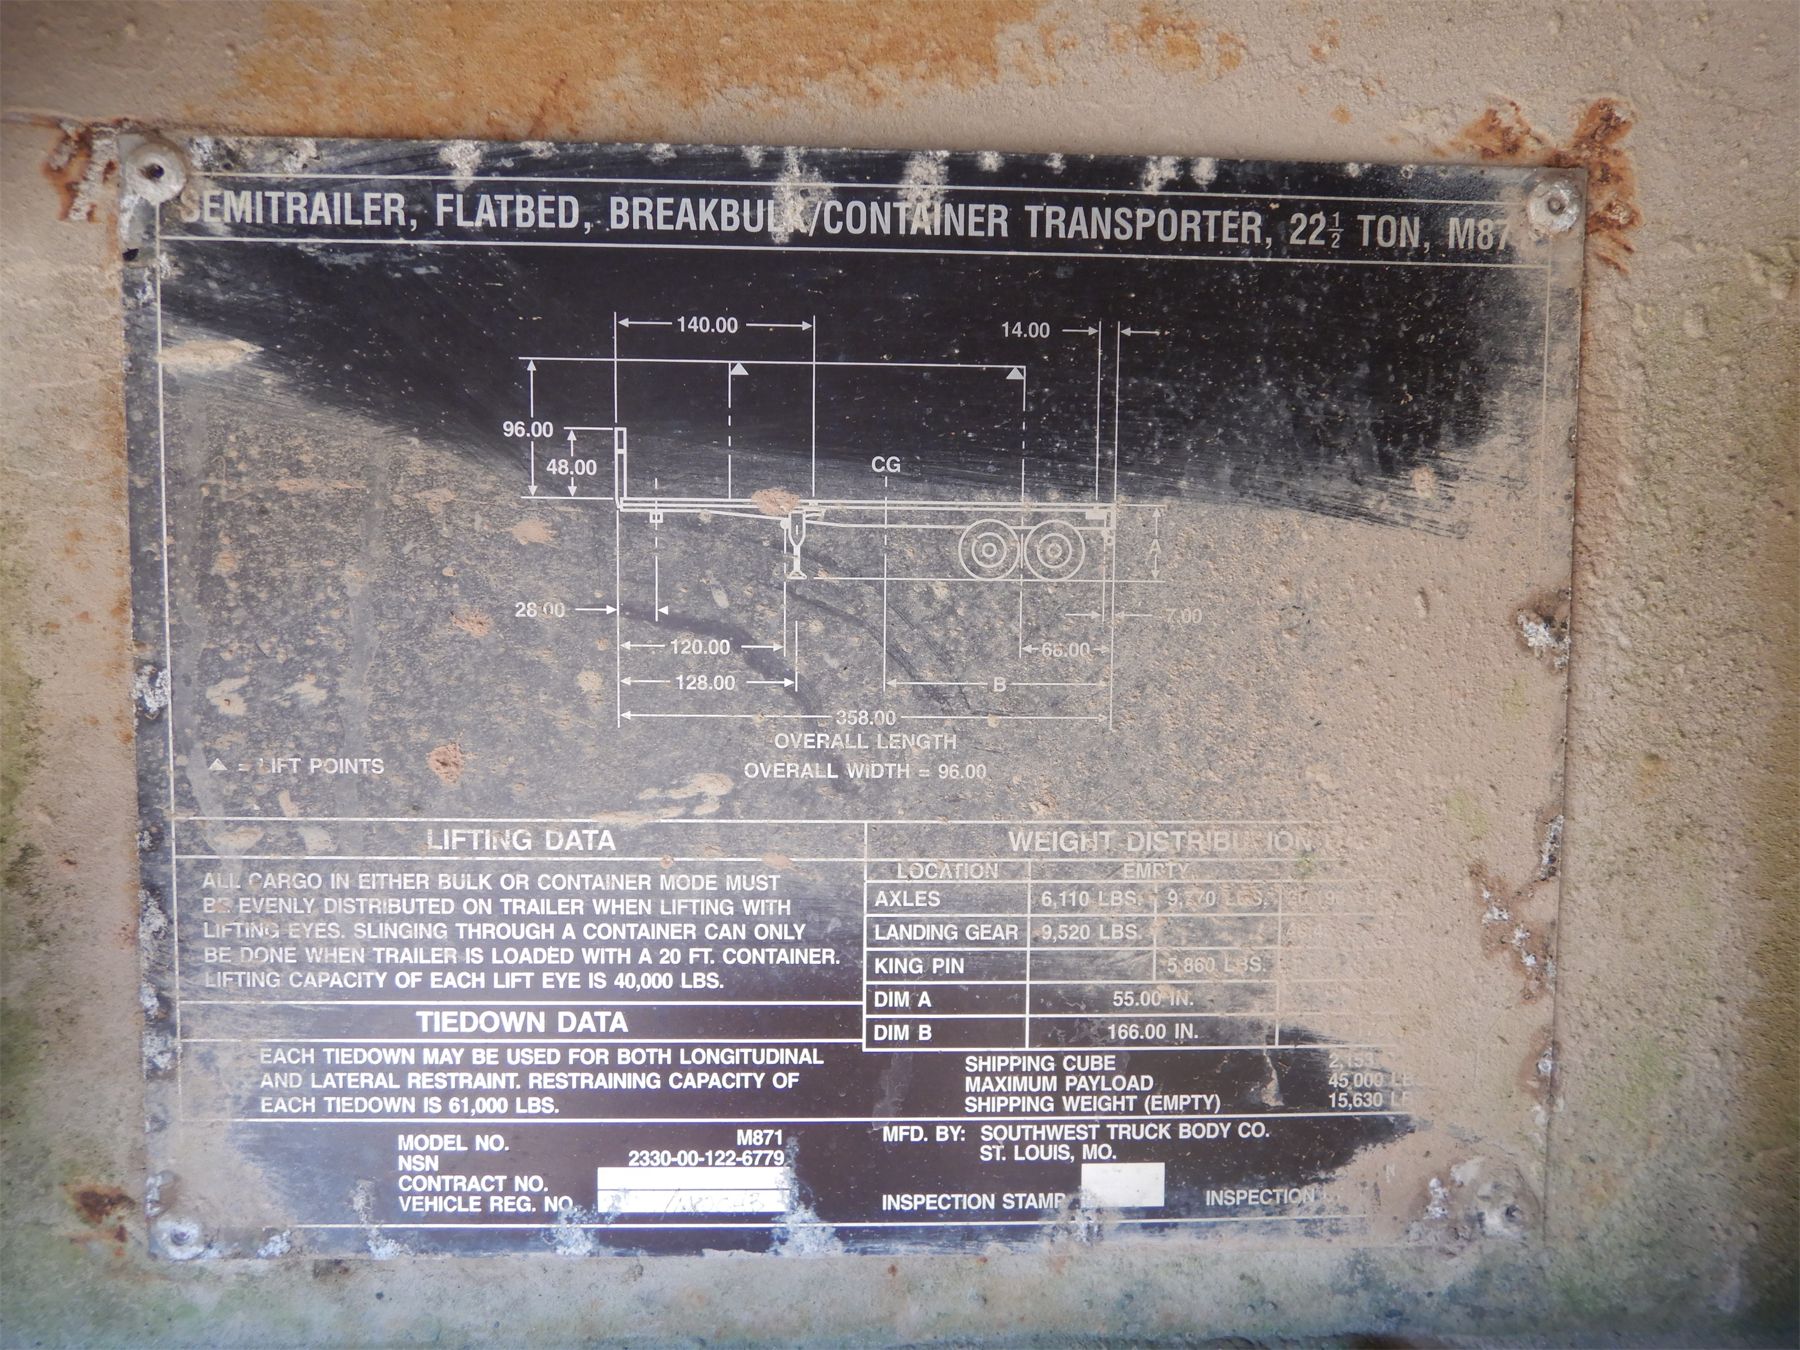 SEMITRAILER, FLATBED, BREAKBULK/CONTAINER TRANSPORTER, 22 1/2 TON, M87
140.00 14.00
96.00
48.00
CG
A
28.00 7.00
120.00 66.00
128.00 B
358.00
OVERALL LENGTH
▲ = LIFT POINTS OVERALL WIDTH = 96.00
LIFTING DATA
ALL CARGO IN EITHER BULK OR CONTAINER MODE MUST
BE EVENLY DISTRIBUTED ON TRAILER WHEN LIFTING WITH
LIFTING EYES. SLINGING THROUGH A CONTAINER CAN ONLY
BE DONE WHEN TRAILER IS LOADED WITH A 20 FT. CONTAINER.
LIFTING CAPACITY OF EACH LIFT EYE IS 40,000 LBS.
TIEDOWN DATA
EACH TIEDOWN MAY BE USED FOR BOTH LONGITUDINAL
AND LATERAL RESTRAINT. RESTRAINING CAPACITY OF
EACH TIEDOWN IS 61,000 LBS.
WEIGHT DISTRIBUTION
LOCATION EMPTY
AXLES 6,110 LBS. 9,770 LBS.
LANDING GEAR 9,520 LBS.
KING PIN 5,860 LBS.
DIM A 55.00 IN.
DIM B 166.00 IN.
SHIPPING CUBE
MAXIMUM PAYLOAD 45,000 LB
SHIPPING WEIGHT (EMPTY) 15,630 LB
MODEL NO. M871
NSN 2330-00-122-6779
CONTRACT NO.
VEHICLE REG. NO.
MFD. BY: SOUTHWEST TRUCK BODY CO.
ST. LOUIS, MO.
INSPECTION STAMP INSPECTION